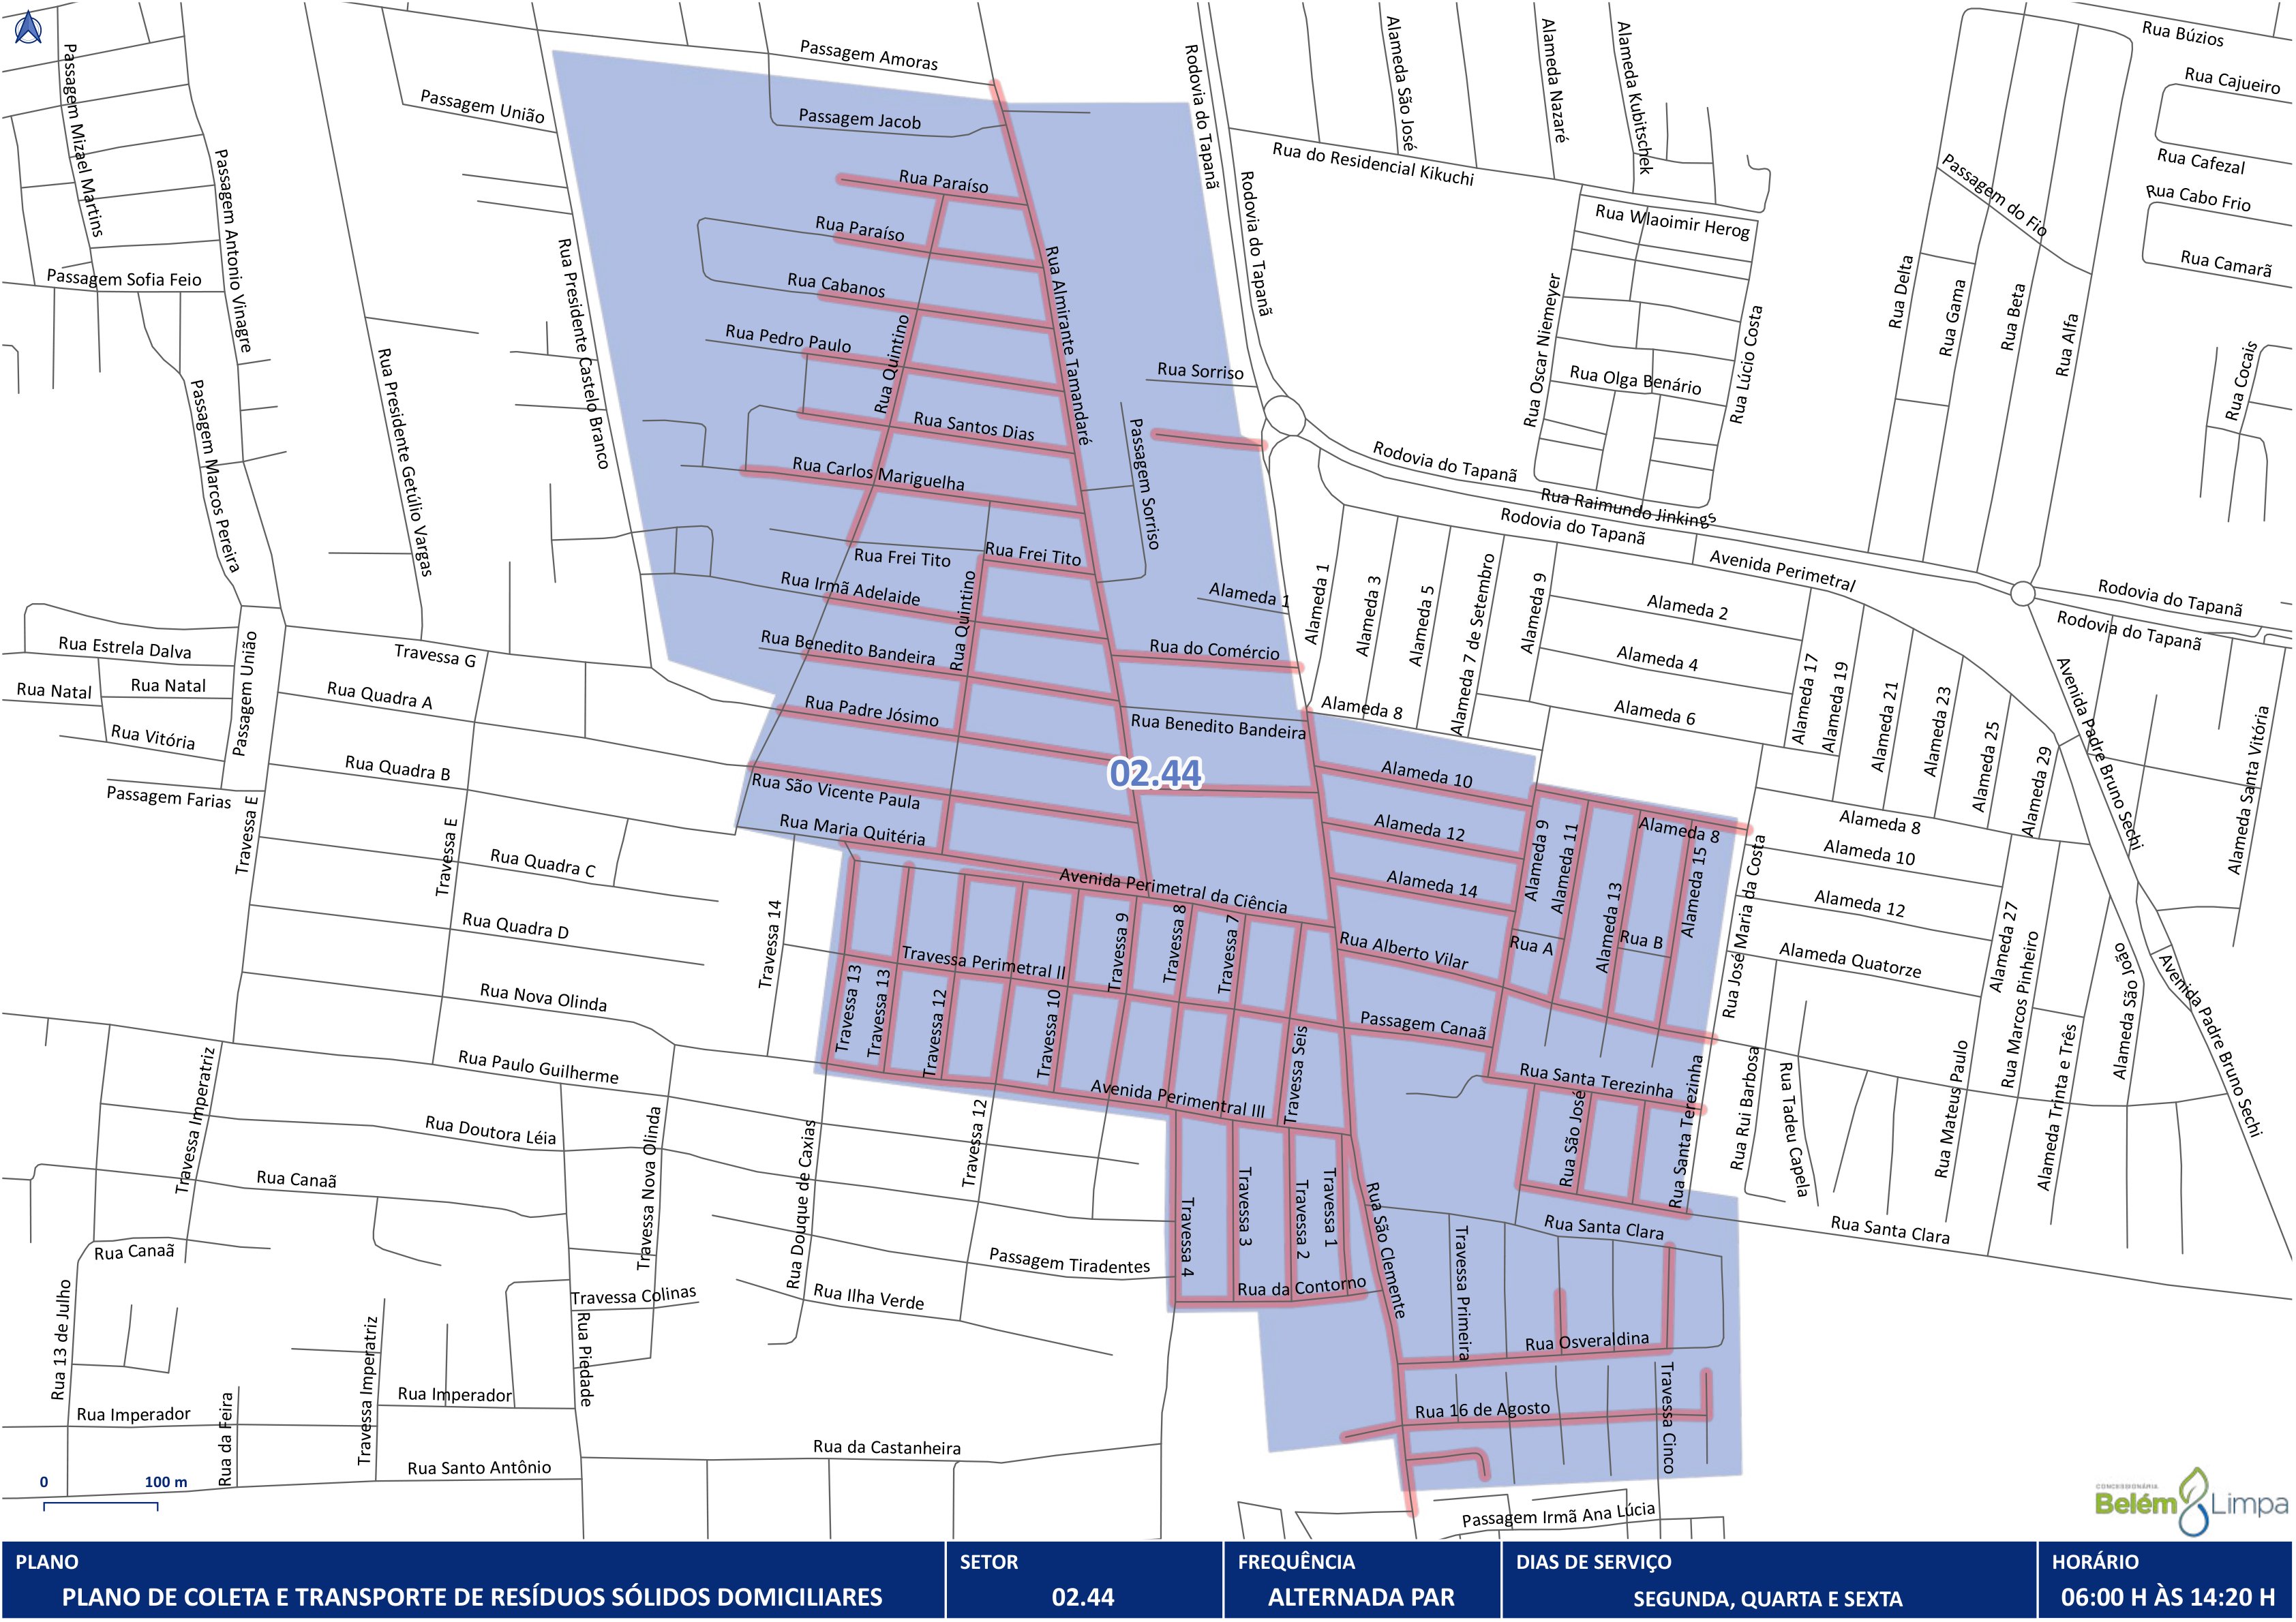 Passagem Amoras
Passagem Jacob
Passagem União
Passagem Mizael Martins
Passagem Antonio Vinagre
Passagem Sofia Feio
Passagem Marcos Pereira
Rua Presidente Getúlio Vargas
Rua Presidente Castelo Branco
Rua Paraíso
Rua Paraíso
Rua Cabanos
Rua Pedro Paulo
Rua Quintino
Rua Santos Dias
Rua Carlos Mariguelha
Rua Almirante Tamandaré
Passagem Sorriso
Rua Sorriso
Rodovia do Tapanã
Rodovia do Tapanã
Alameda São José
Alameda Nazaré
Alameda Kubitschek
Rua do Residencial Kikuchi
Rua Wlaoimir Herog
Rua Oscar Niemeyer
Rua Olga Benário
Rua Lúcio Costa
Rodovia do Tapanã
Rua Raimundo Jinkings
Rodovia do Tapanã
Avenida Perimetral
Rua Búzios
Rua Cajueiro
Rua Cafezal
Rua Cabo Frio
Rua Camarã
Passagem do Fio
Rua Delta
Rua Gama
Rua Beta
Rua Alfa
Rua Cocais
Rodovia do Tapanã
Rodovia do Tapanã
Rua Frei Tito
Rua Frei Tito
Rua Irmã Adelaide
Rua Quintino
Rua Benedito Bandeira
Rua Padre Jósimo
Rua do Comércio
Rua Benedito Bandeira
Alameda 1
Alameda 1
Alameda 3
Alameda 5
Alameda 7 de Setembro
Alameda 9
Alameda 2
Alameda 4
Alameda 6
Alameda 8
Alameda 17
Alameda 19
Alameda 21
Alameda 23
Alameda 25
Alameda 29
Avenida Padre Bruno Sechi
Alameda Santa Vitória
Rua Estrela Dalva
Rua Natal
Rua Natal
Rua Vitória
Passagem União
Passagem Farias
Travessa G
Rua Quadra A
Rua Quadra B
Travessa E
Travessa E
Rua Quadra C
Rua Quadra D
Rua Nova Olinda
Travessa 14
02.44
Rua São Vicente Paula
Rua Maria Quitéria
Avenida Perimetral da Ciência
Alameda 10
Alameda 12
Alameda 14
Alameda 9
Alameda 11
Alameda 13
Alameda 15
Alameda 8
Rua A
Rua B
Rua José Maria da Costa
Alameda 8
Alameda 10
Alameda 12
Alameda Quatorze
Alameda 27
Rua Marcos Pinheiro
Rua Mateus Paulo
Alameda Trinta e Três
Alameda São Jogo
Avenida Padre Bruno Sechi
Rua Alberto Vilar
Passagem Canaã
Travessa Perimetral II
Travessa 13
Travessa 13
Travessa 12
Travessa 10
Travessa 9
Travessa 8
Travessa 7
Travessa Seis
Avenida Perimentral III
Rua Santa Terezinha
Rua São José
Rua Santa Terezinha
Rua Rui Barbosa
Rua Tadeu Capela
Rua Santa Clara
Rua Santa Clara
Rua Paulo Guilherme
Travessa Imperatriz
Rua Doutora Léia
Rua Canaã
Rua Canaã
Travessa Nova Olinda
Rua Douque de Caxias
Travessa 12
Travessa 4
Travessa 3
Travessa 2
Travessa 1
Rua da Contorno
Rua São Clemente
Travessa Primeira
Rua Osveraldina
Rua 16 de Agosto
Travessa Cinco
Passagem Tiradentes
Rua Ilha Verde
Travessa Colinas
Rua Piedade
Rua 13 de Julho
Rua Imperador
Rua Imperador
Rua da Feira
Travessa Imperatriz
Rua Santo Antônio
Rua da Castanheira
Passagem Irmã Ana Lúcia
0 100 m
CONCESSIONÁRIA
Belém Limpa
PLANO
PLANO DE COLETA E TRANSPORTE DE RESÍDUOS SÓLIDOS DOMICILIARES
SETOR
02.44
FREQUÊNCIA
ALTERNADA PAR
DIAS DE SERVIÇO
SEGUNDA, QUARTA E SEXTA
HORÁRIO
06:00 H ÀS 14:20 H